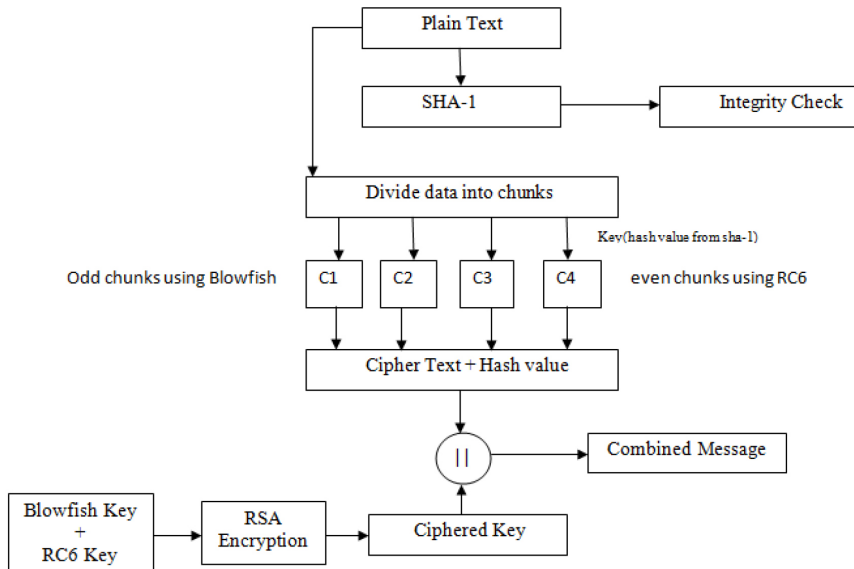 Plain Text
SHA-1
Integrity Check
Divide data into chunks
Key(hash value from sha-1)
Odd chunks using Blowfish
C1
C2
C3
C4
even chunks using RC6
Cipher Text + Hash value
||
Combined Message
Blowfish Key
+
RC6 Key
RSA
Encryption
Ciphered Key